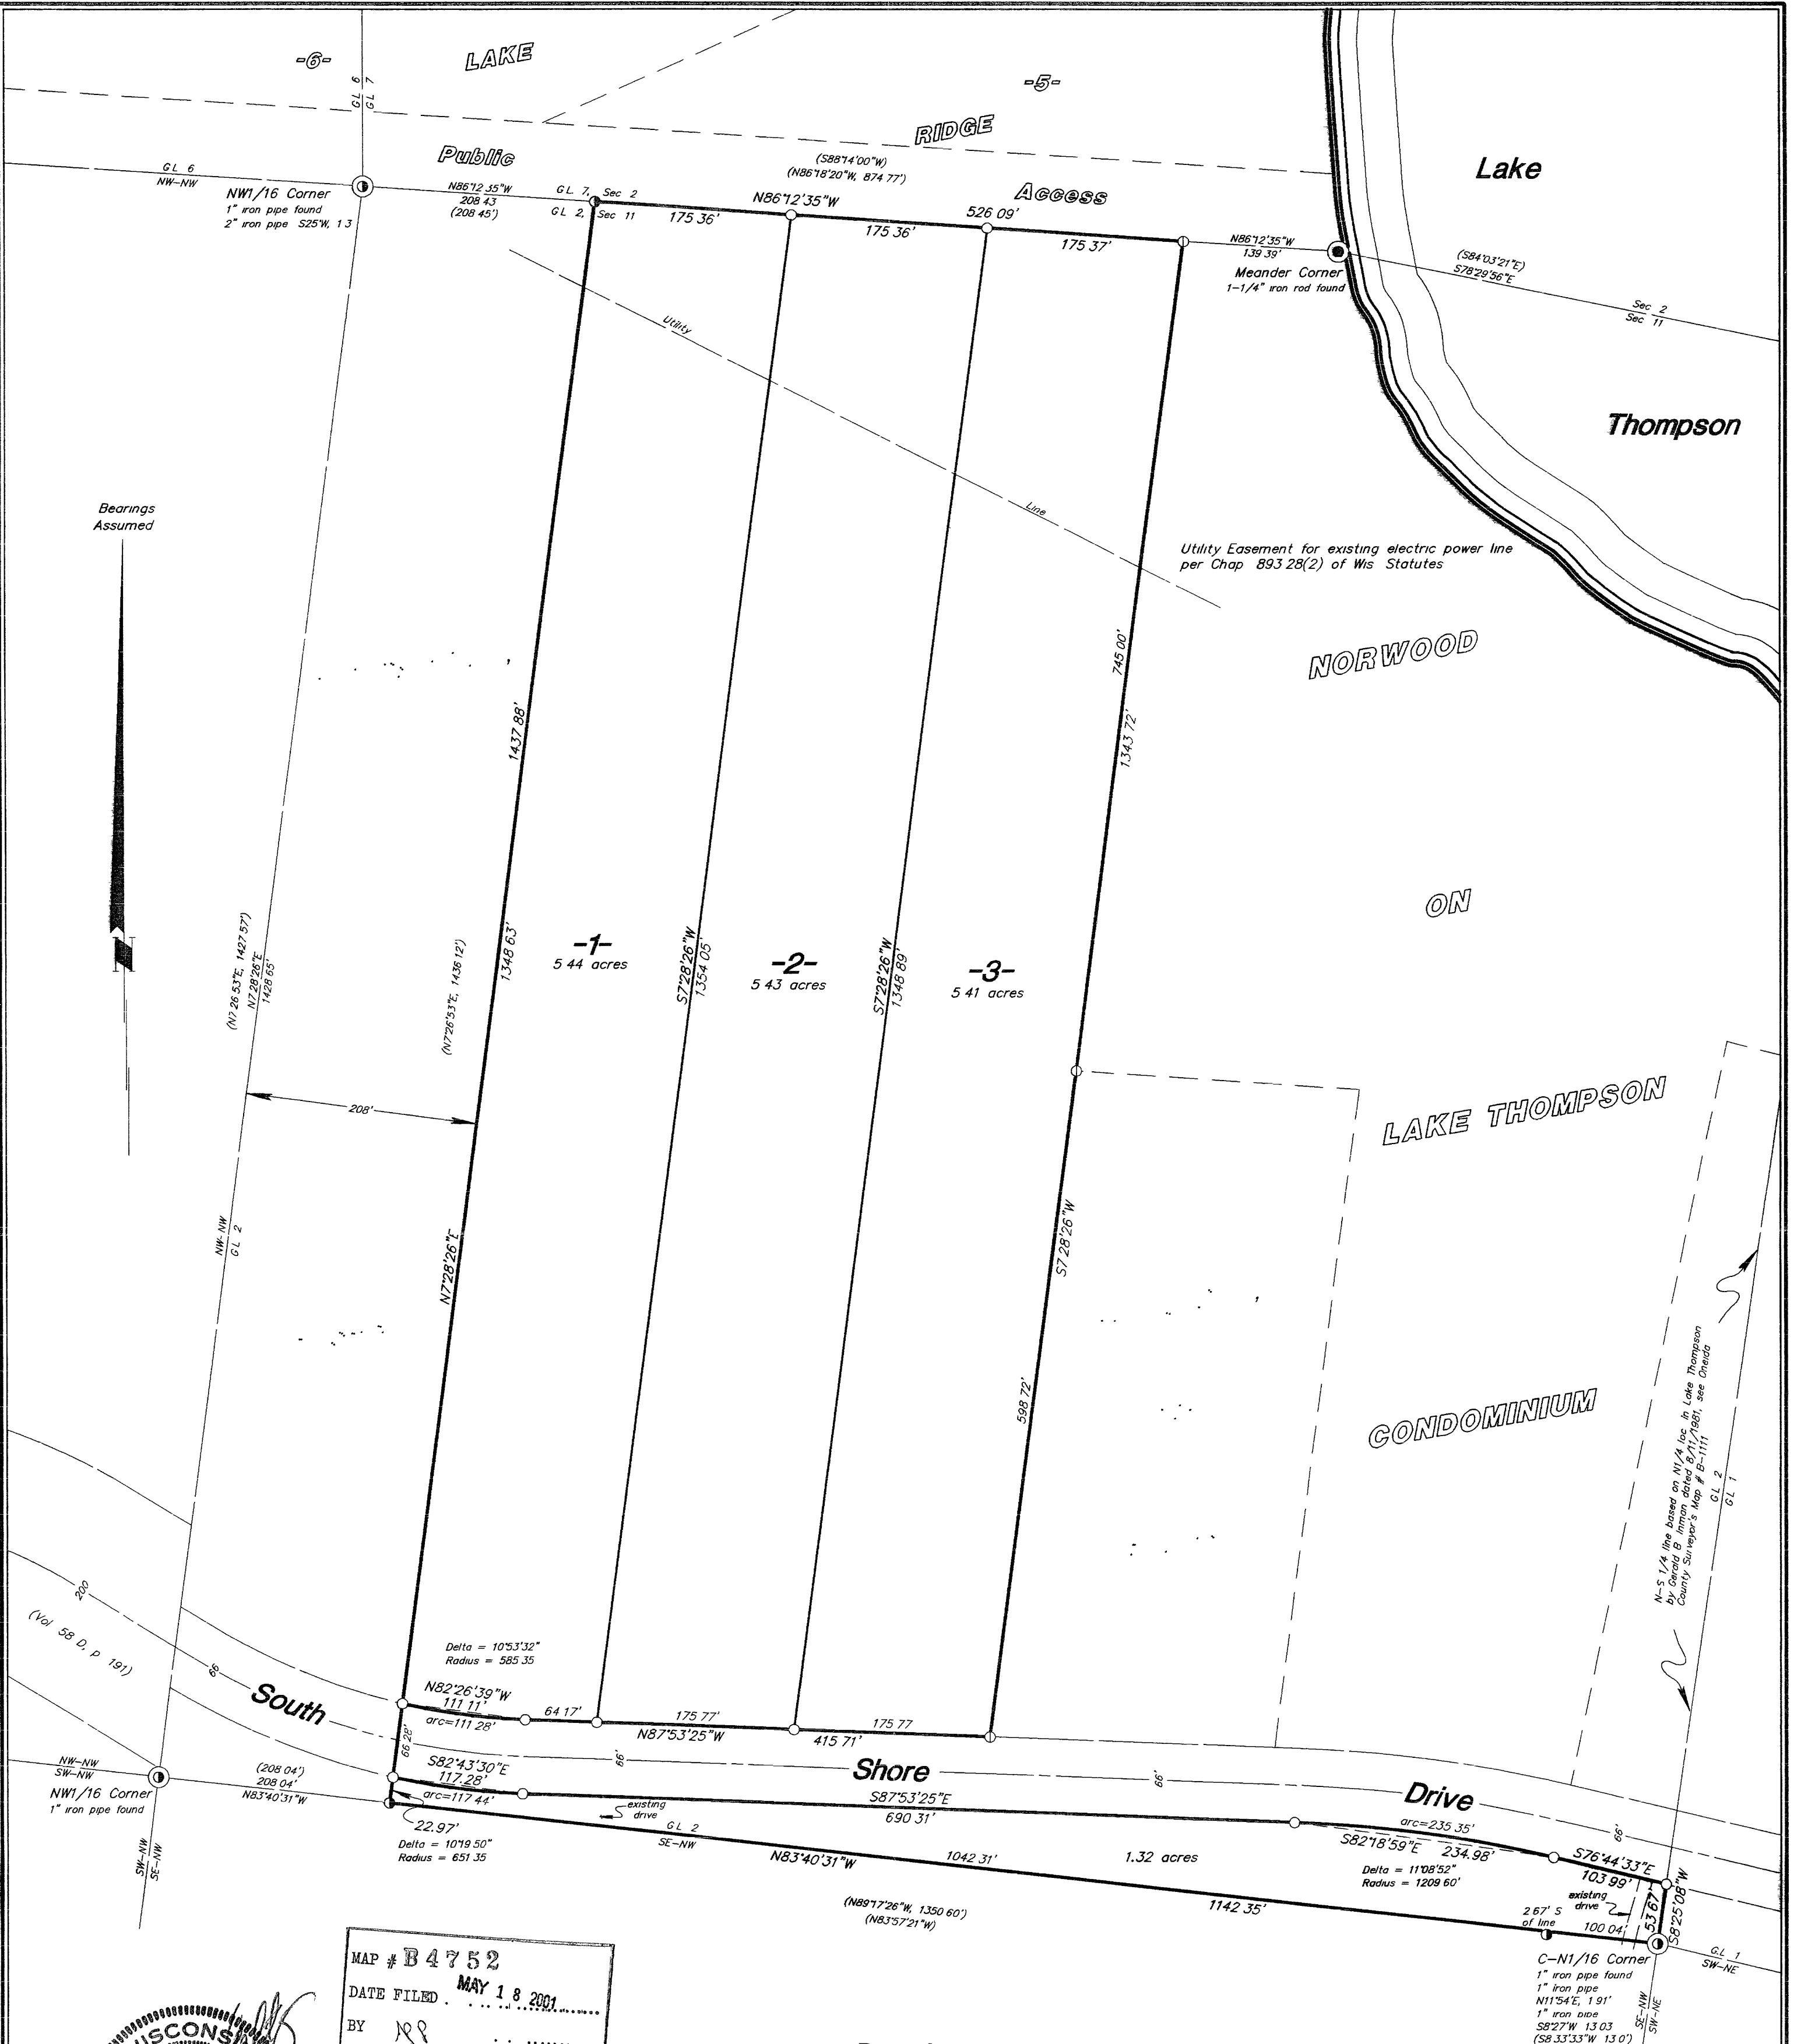 -6-
LAKE
-5-
GL 6
GL 7
RIDGE
Lake
Public
(S88°14'00"W)
(N86°18'20"W, 874 77')
Access
GL 6
NW-NW
NW1/16 Corner
1" iron pipe found
2" iron pipe S25°W, 1 3
N86°12 35"W
208 43
(208 45')
GL 7, Sec 2
GL 2, Sec 11
175 36'
N86°12'35"W
175 36'
526 09'
175 37'
N86°12'35"W
139 39'
Meander Corner
1-1/4" iron rod found
(S84°03'21"E)
S78°29'56"E
Sec 2
Sec 11
Utility
Line
Thompson
Bearings
Assumed
N
Utility Easement for existing electric power line
per Chap 893 28(2) of Wis Statutes
NORWOOD
745 00'
1343 72'
1437 88'
ON
(N7 26 53"E, 1427 57')
N7 28'26"E
1428 65'
(N7°26'53"E, 1436 12')
1348 63'
-1-
5 44 acres
S7°28'26"W
1354 05'
-2-
5 43 acres
S7°28'26"W
1348 89'
-3-
5 41 acres
208'
LAKE THOMPSON
NW-NW
GL 2
N7°28'26"E
S7 28'26"W
598 72'
CONDOMINIUM
N-S 1/4 line based on N1/4 loc in Lake Thompson
by Gerald B Inman dated 8/11/1981, see Oneida
County Surveyor's Map # B-1111
GL 2
GL 1
200
(Vol 58 D, p 191)
66'
South
Delta = 10°53'32"
Radius = 585 35
N82°26'39"W
111 11'
arc=111 28'
64 17'
175 77'
N87°53'25"W
175 77
415 71'
66 28'
66'
66'
66'
Shore
Drive
NW-NW
SW-NW
NW1/16 Corner
1" iron pipe found
(208 04')
208 04'
N83°40'31"W
SW-NW
SE-NW
S82°43'30"E
117.28'
arc=117 44'
22.97'
Delta = 10°19 50"
Radius = 651 35
existing
drive
GL 2
SE-NW
S87°53'25"E
690 31'
N83°40'31"W
1042 31'
1.32 acres
1142 35'
(N89°17'26"W, 1350 60')
(N83°57'21"W)
arc=235 35'
S82°18'59"E
234.98'
Delta = 11°08'52"
Radius = 1209 60'
S76°44'33"E
103 99'
existing
drive
53 67'
S8°25'08"W
2 67' S
of line
100 04'
GL 1
SW-NE
C-N1/16 Corner
1" iron pipe found
1" iron pipe
N11°54'E, 1 91'
1" iron pipe
S8°27'W 13 03
(S8 33'33"W 13 0')
SE-NW
SW-NE
MAP # B4752
DATE FILED MAY 18 2001
BY
WISCONS